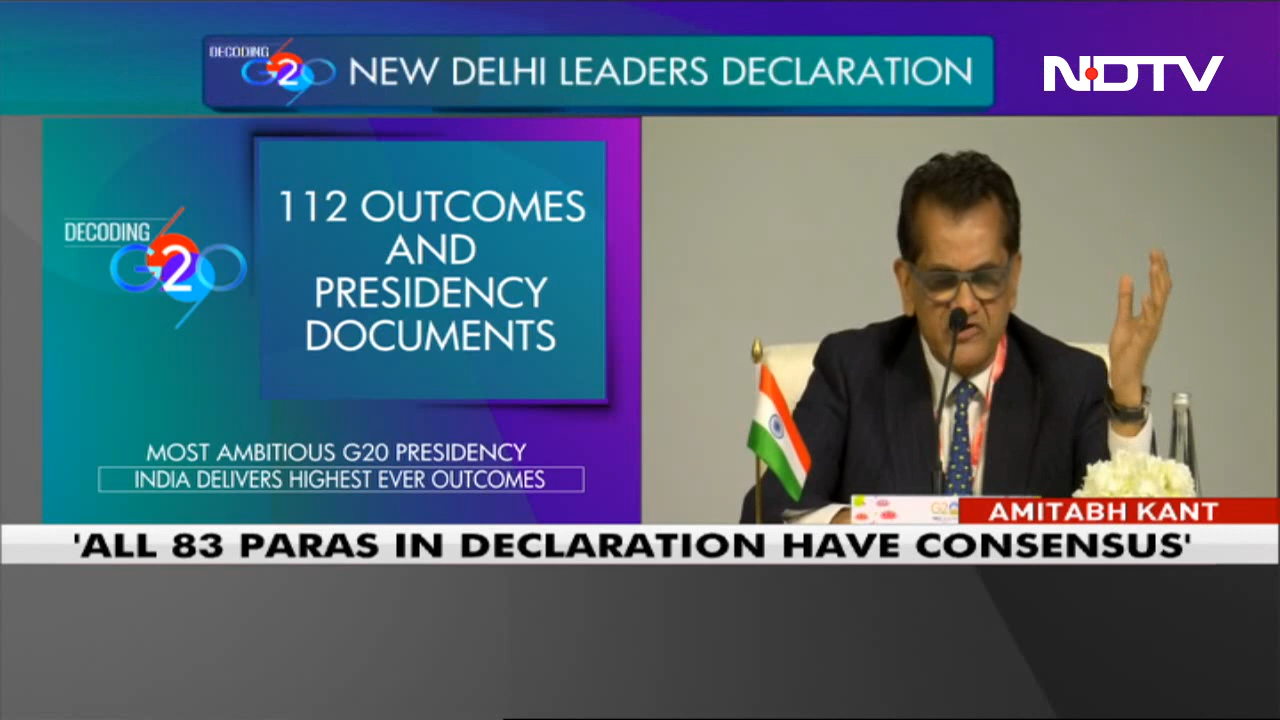 DECODING
G20
NEW DELHI LEADERS DECLARATION
NDTV
DECODING
G20
112 OUTCOMES
AND
PRESIDENCY
DOCUMENTS
MOST AMBITIOUS G20 PRESIDENCY
INDIA DELIVERS HIGHEST EVER OUTCOMES
G20
AMITABH KANT
'ALL 83 PARAS IN DECLARATION HAVE CONSENSUS'